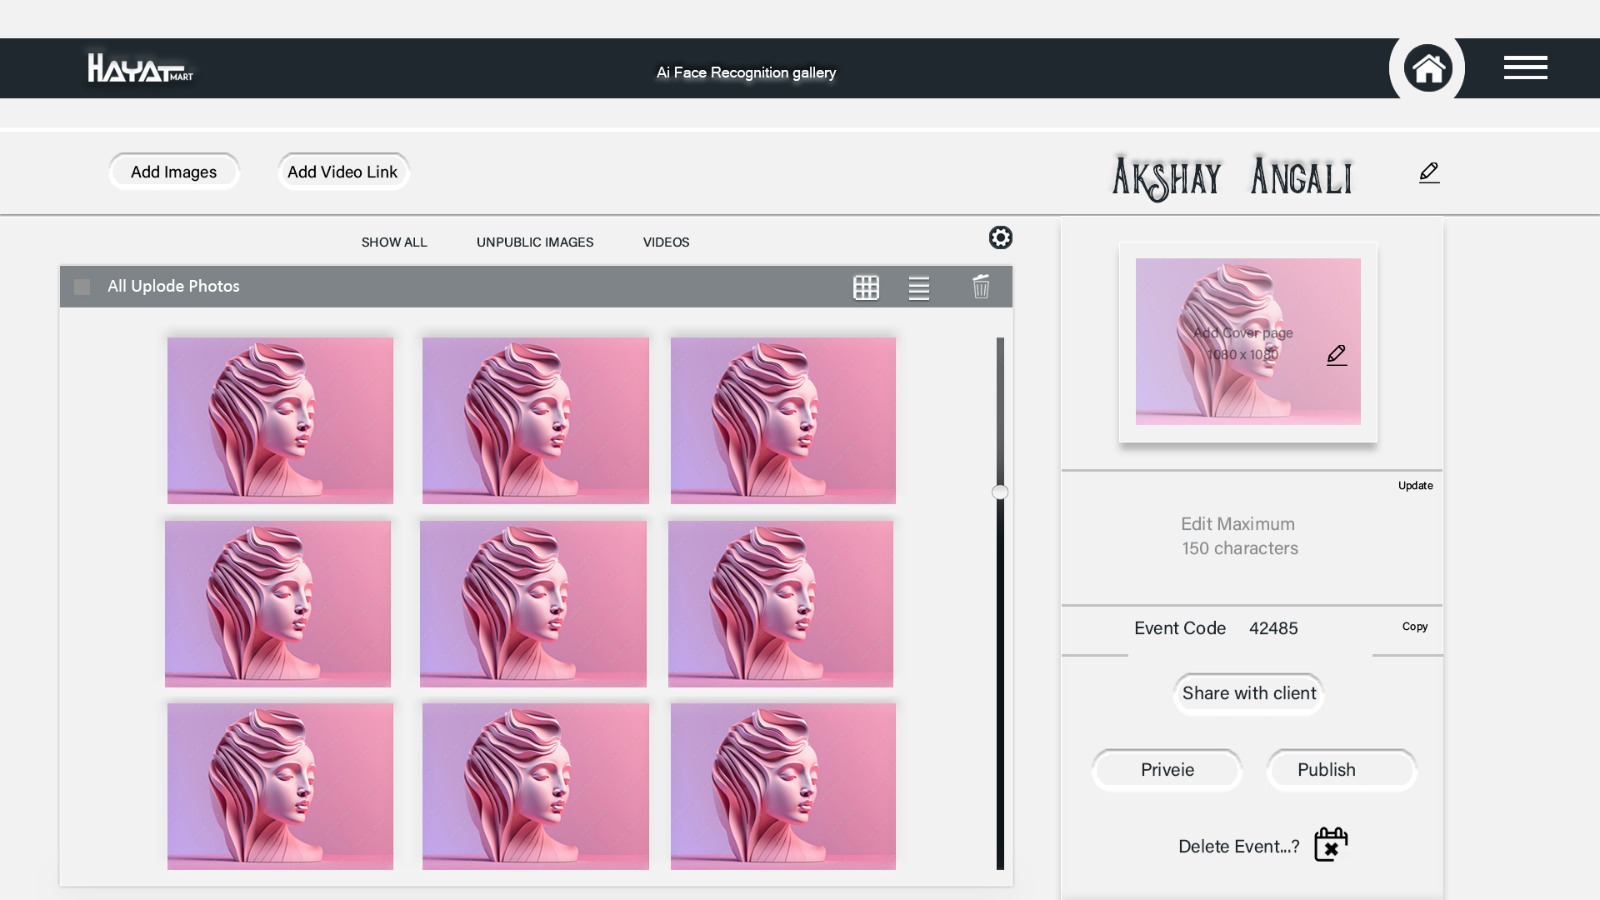 HAYAT MART
Ai Face Recognition gallery
Add Images
Add Video Link
AKSHAY ANGALI
SHOW ALL
UNPUBLIC IMAGES
VIDEOS
All Uplode Photos
Add Cover page
1080 x 1080
Update
Edit Maximum
150 characters
Event Code 42485
Copy
Share with client
Priveie
Publish
Delete Event...?